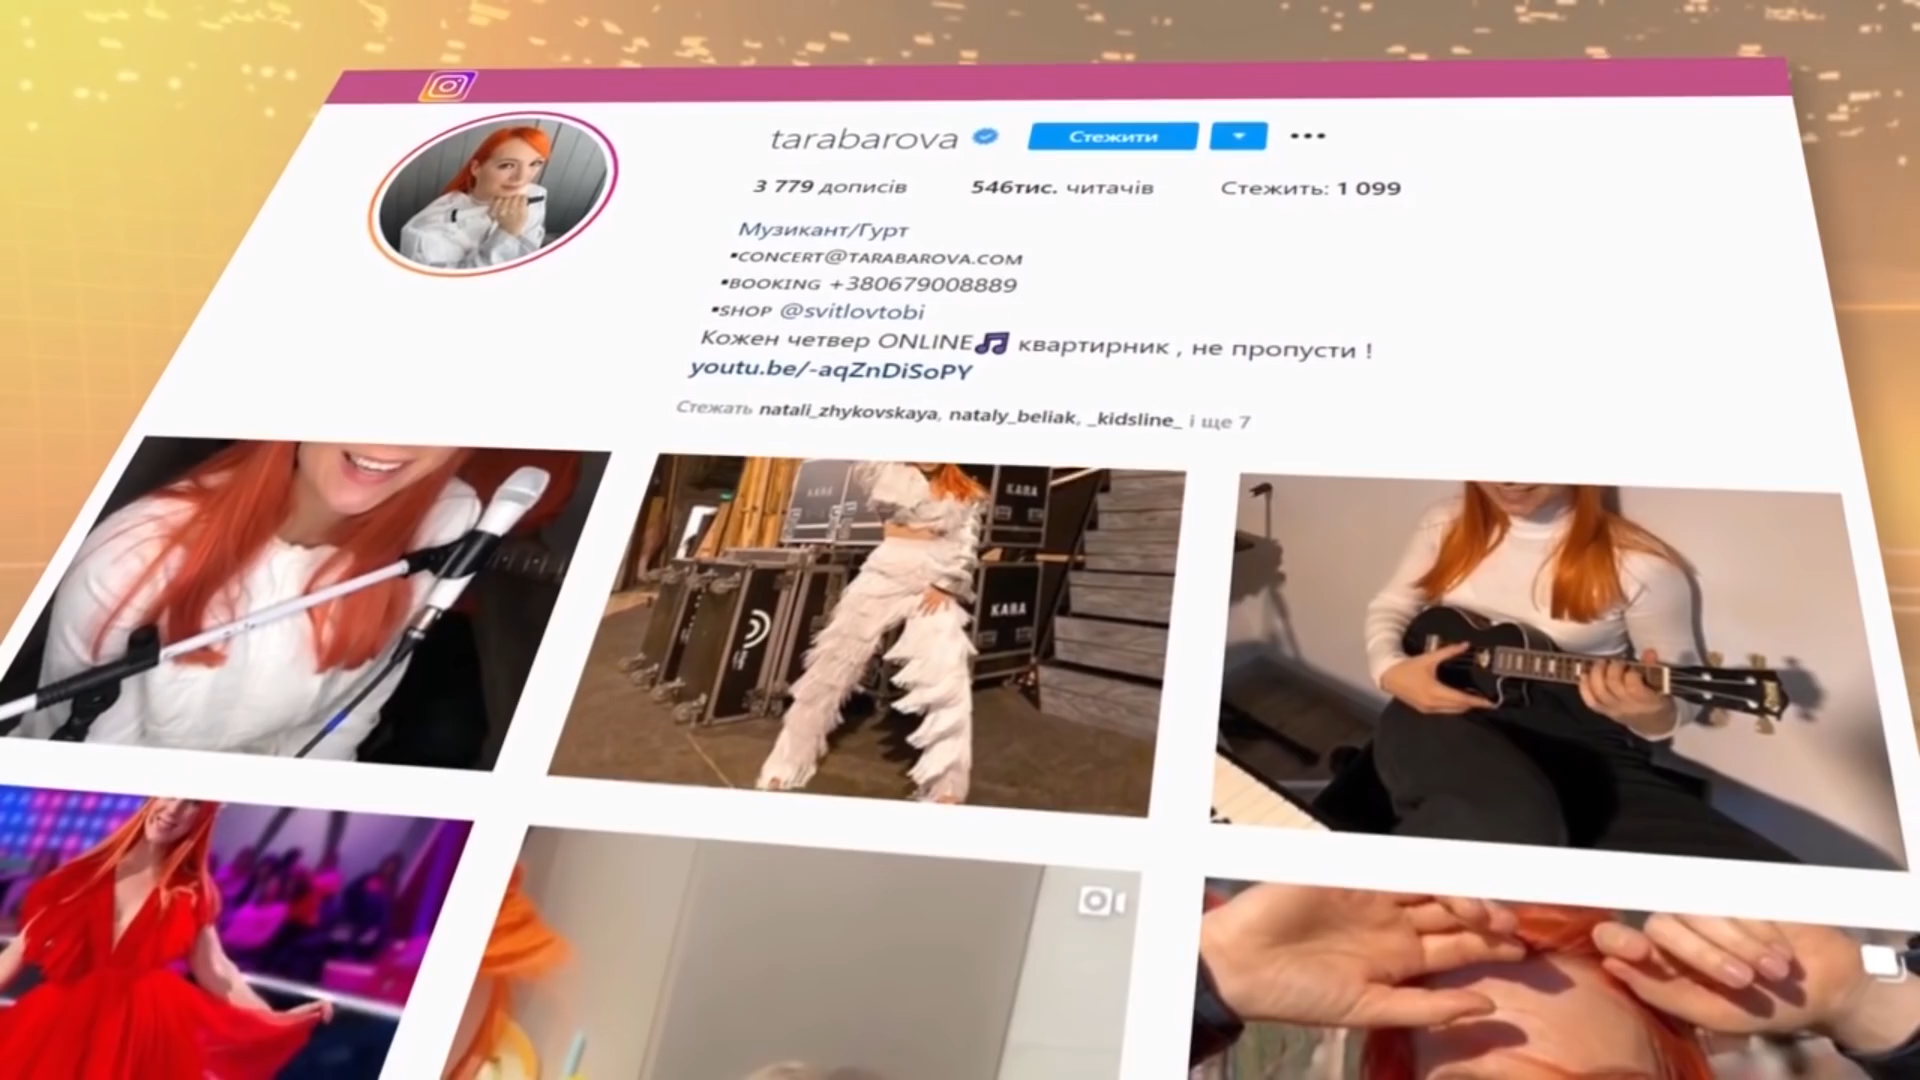 tarabarova
Стежити
3 779 дописів 546тис. читачів Стежить: 1 099
Музикант/Гурт
▪CONCERT@TARABAROVA.COM
▪BOOKING +380679008889
▪SHOP @svitlovtobi
Кожен четвер ONLINE🎵 квартирник , не пропусти !
youtu.be/-aqZnDiSoPY
Стежать natali_zhykovskaya, nataly_beliak, _kidsline_ і ще 7
KARA
KARA
KARA